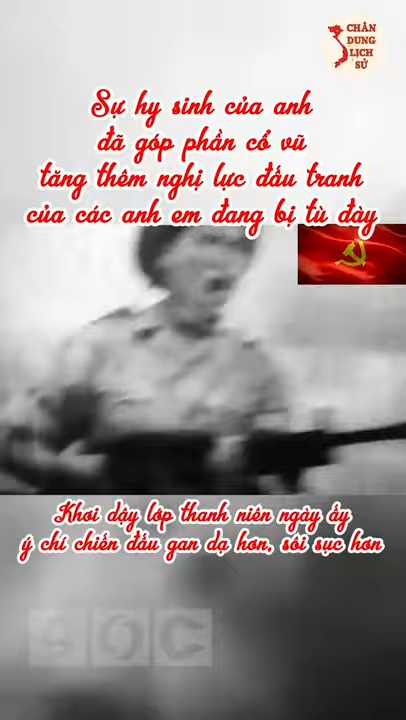 CHÂN
DUNG
LỊCH
SỬ
Sự hy sinh của anh
đã góp phần cổ vũ
tăng thêm nghị lực đấu tranh
của các anh em đang bị tù đày
Khơi dậy lớp thanh niên ngày ấy
ý chí chiến đấu gan dạ hơn, sôi sục hơn